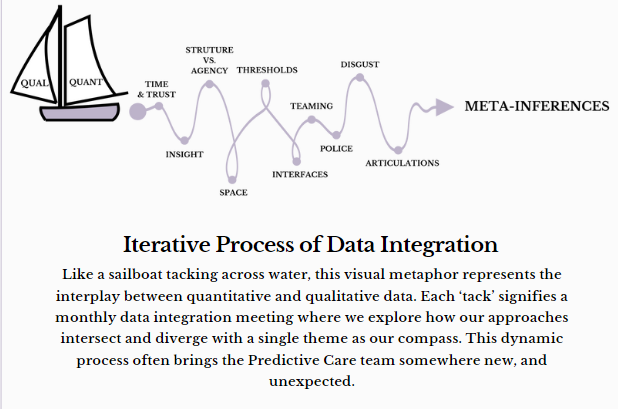 QUAL
QUANT
TIME
& TRUST
INSIGHT
STRUTURE
VS.
AGENCY
SPACE
THRESHOLDS
INTERFACES
TEAMING
POLICE
DISGUST
ARTICULATIONS
META-INFERENCES
Iterative Process of Data Integration
Like a sailboat tacking across water, this visual metaphor represents the
interplay between quantitative and qualitative data. Each ‘tack’ signifies a
monthly data integration meeting where we explore how our approaches
intersect and diverge with a single theme as our compass. This dynamic
process often brings the Predictive Care team somewhere new, and
unexpected.